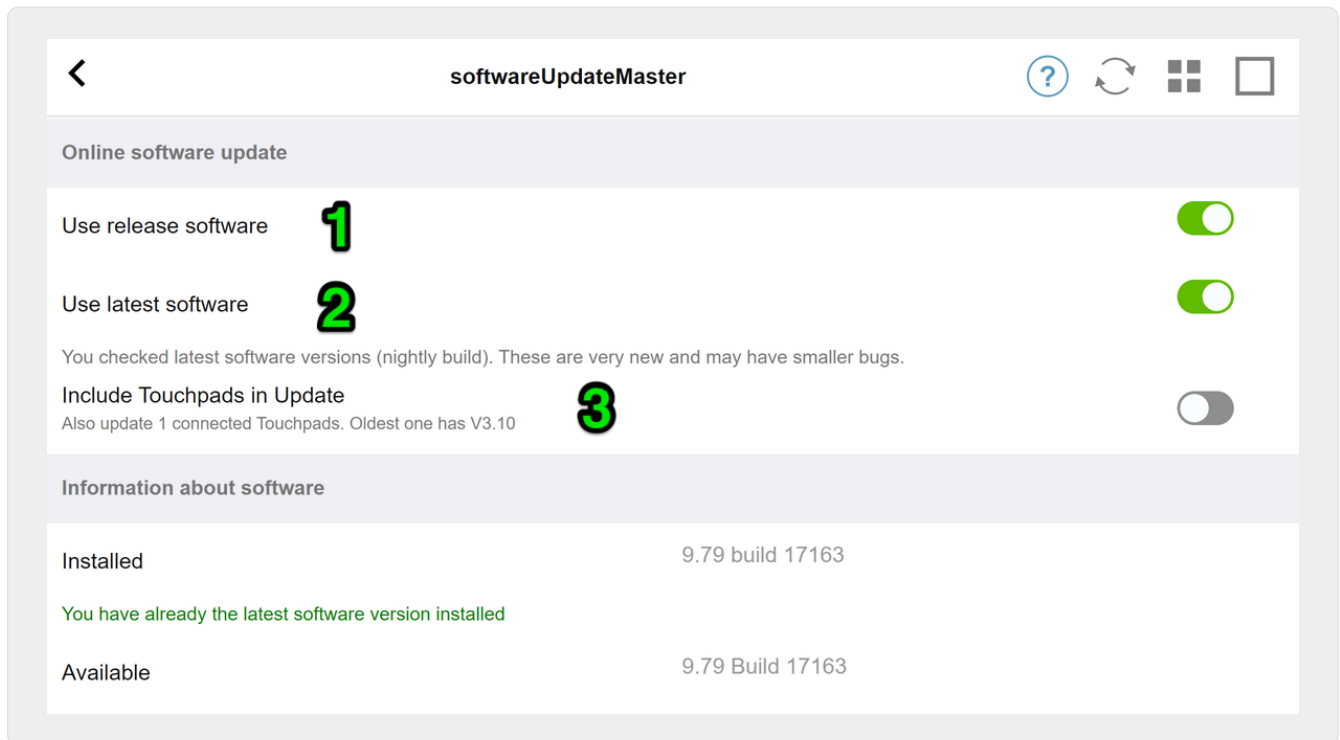 softwareUpdateMaster
?
Online software update
Use release software
1
Use latest software
2
You checked latest software versions (nightly build). These are very new and may have smaller bugs.
Include Touchpads in Update
3
Also update 1 connected Touchpads. Oldest one has V3.10
Information about software
Installed
9.79 build 17163
You have already the latest software version installed
Available
9.79 Build 17163